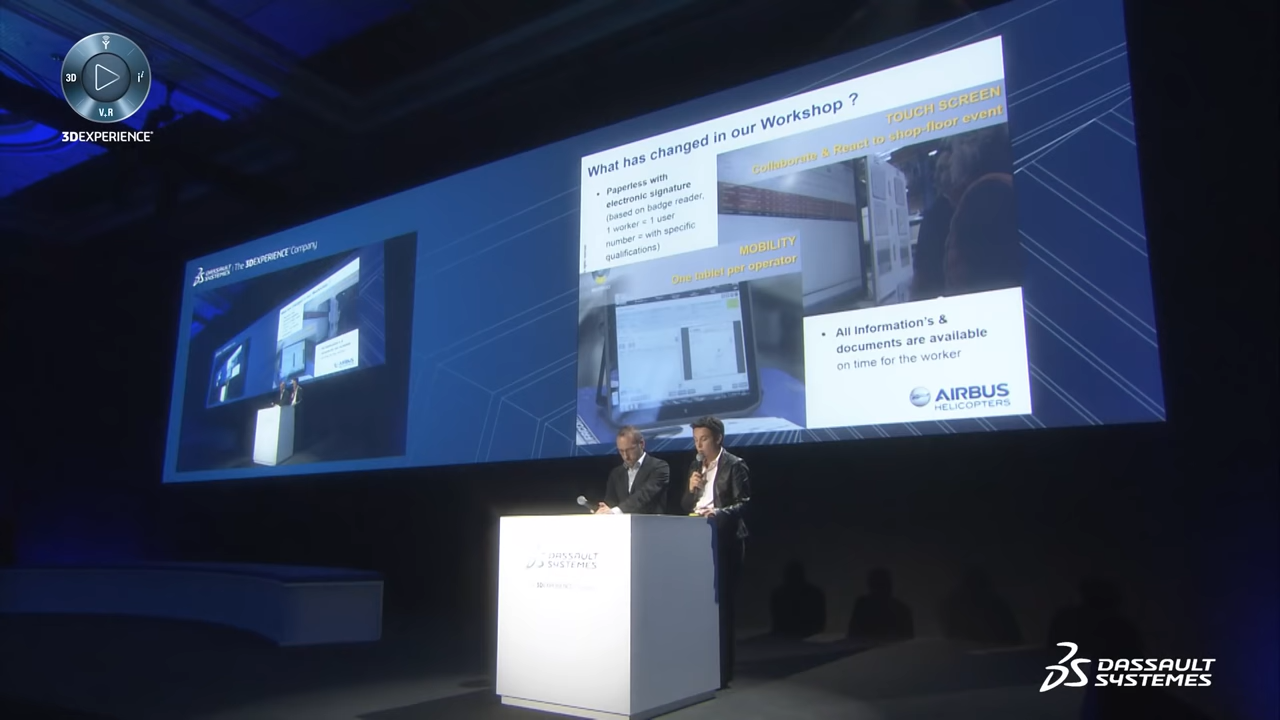 3D
V.R
3DEXPERIENCE
DASSAULT SYSTEMES | The 3DEXPERIENCE Company
What has changed in our Workshop ?
• Paperless with
electronic signature
(based on badge reader,
1 worker = 1 user
number = with specific
qualifications)
TOUCH SCREEN
Collaborate & React to shop-floor event
MOBILITY
One tablet per operator
• All Information's &
documents are available
on time for the worker
AIRBUS
HELICOPTERS
DASSAULT
SYSTEMES
3DEXPERIENCE
DASSAULT
SYSTEMES